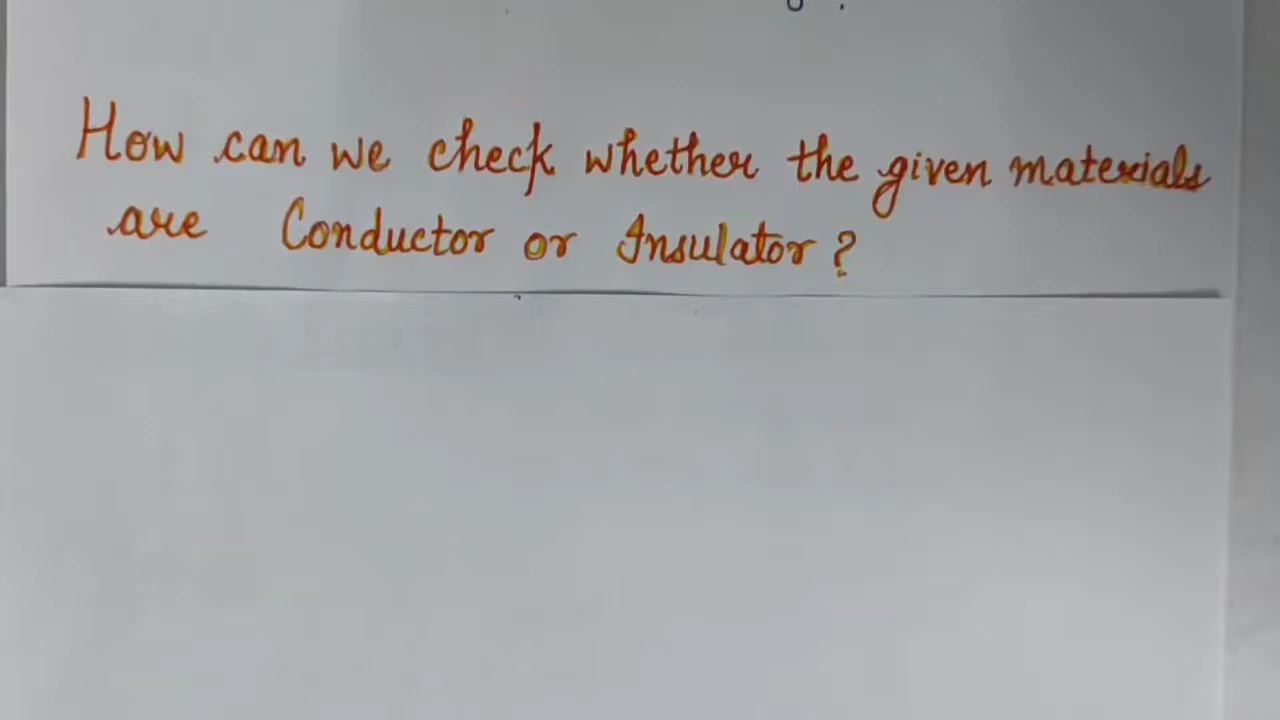 How can we check whether the given materials
are Conductor or Insulator?